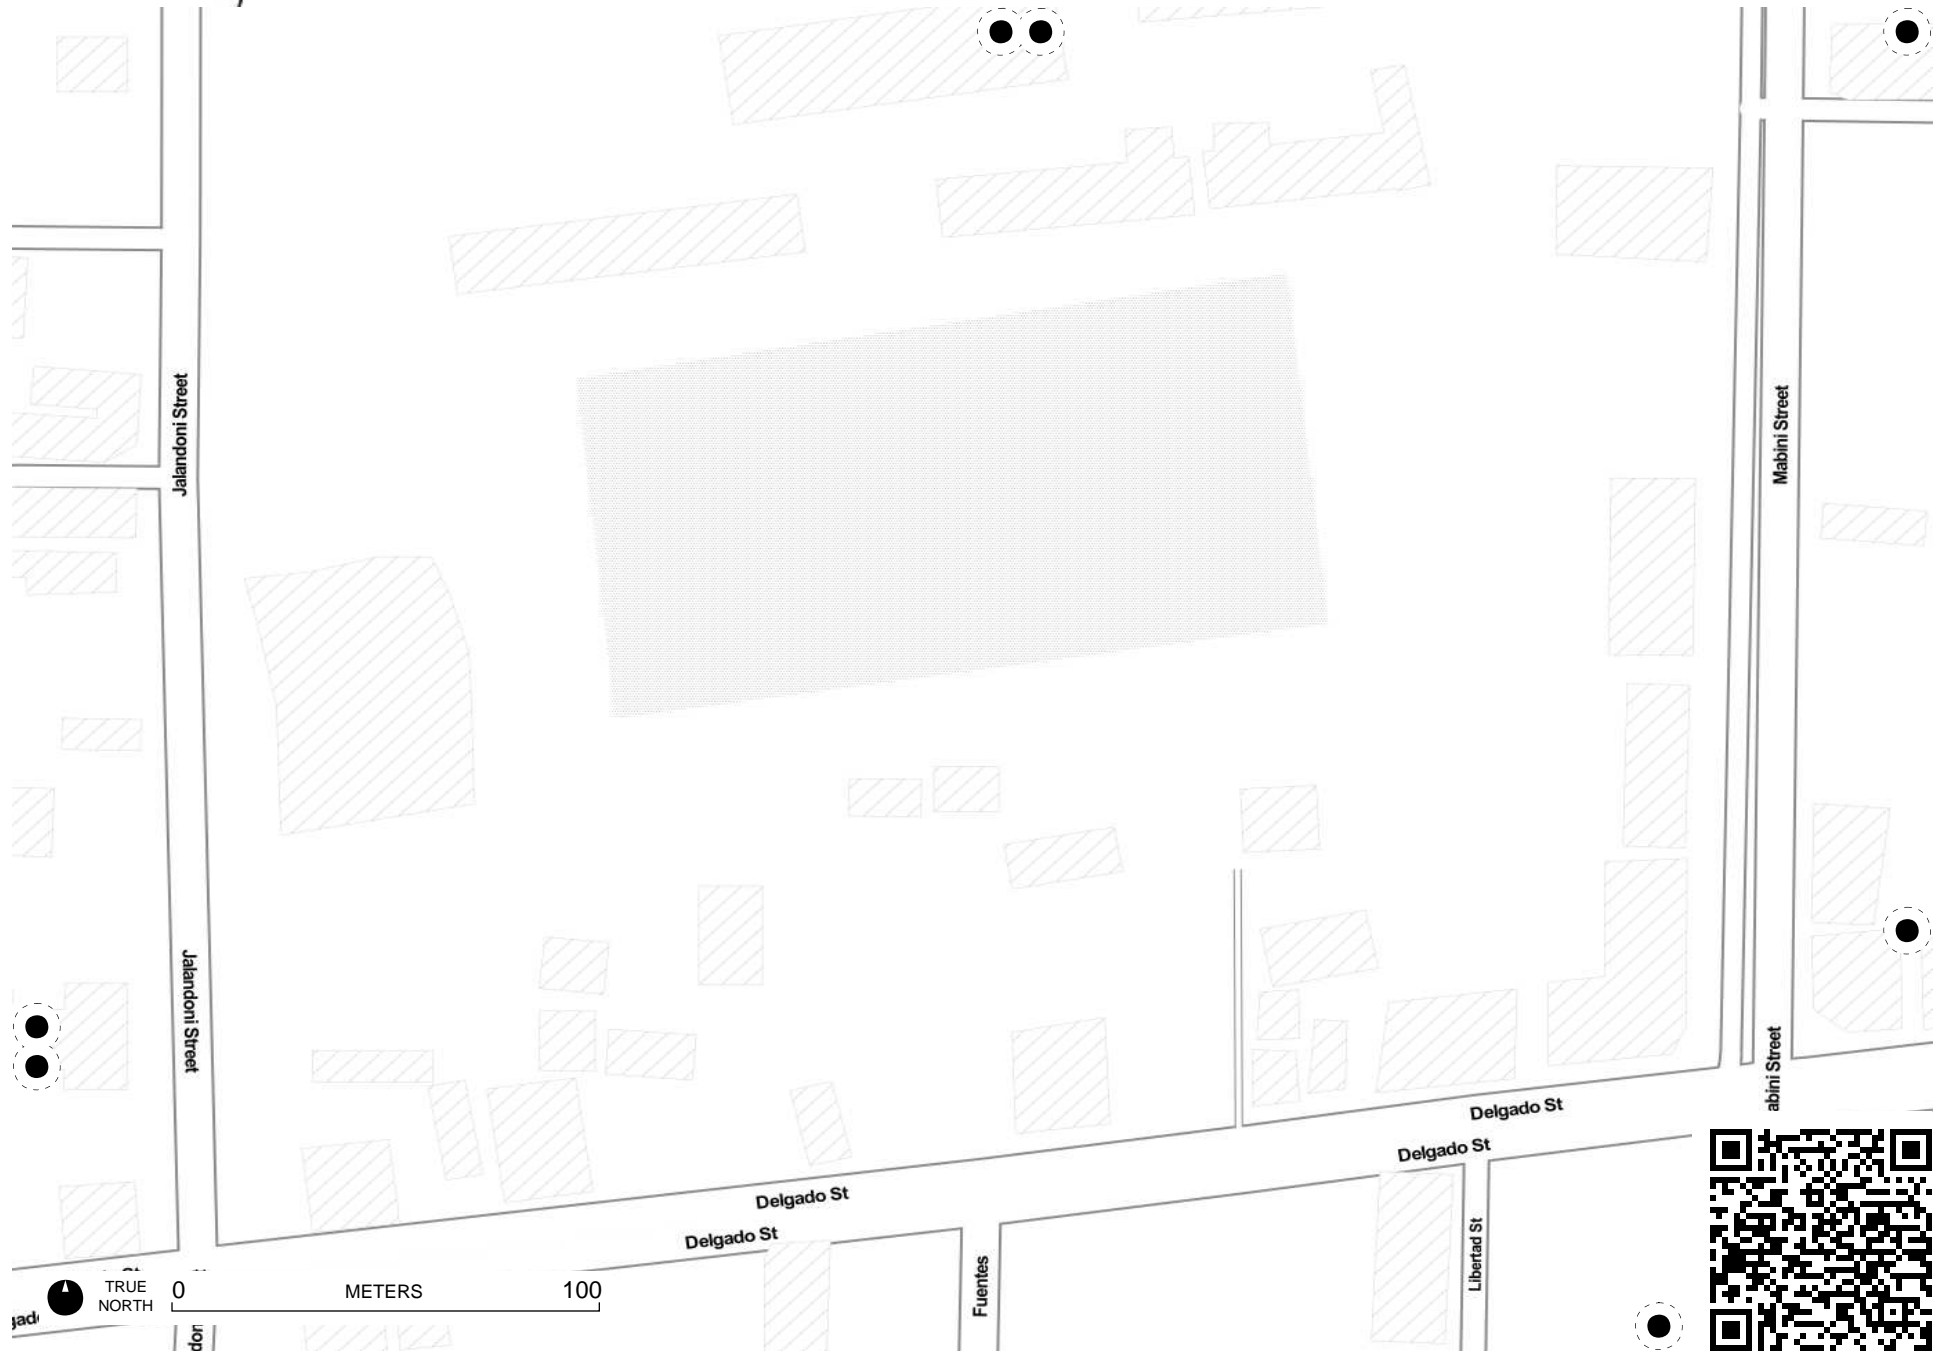 Jalandoni Street
Mabini Street
Jalandoni Street
abini Street
Delgado St
Delgado St
Delgado St
Delgado St
Libertad St
Fuentes
TRUE
NORTH
0
METERS
100